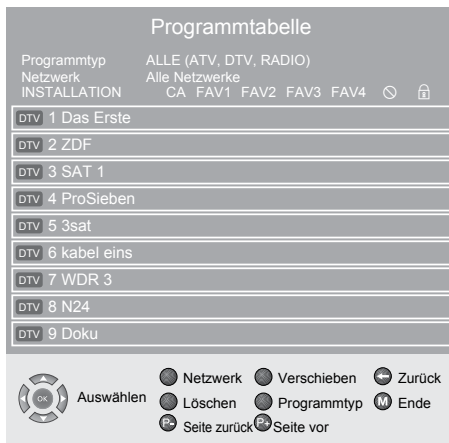 Programmtabelle
Programmtyp ALLE (ATV, DTV, RADIO)
Netzwerk Alle Netzwerke
INSTALLATION CA FAV1 FAV2 FAV3 FAV4
DTV 1 Das Erste
DTV 2 ZDF
DTV 3 SAT 1
DTV 4 ProSieben
DTV 5 3sat
DTV 6 kabel eins
DTV 7 WDR 3
DTV 8 N24
DTV 9 Doku
OK Auswählen
Netzwerk Verschieben Zurück
Löschen Programmtyp M Ende
P- Seite zurück P+ Seite vor